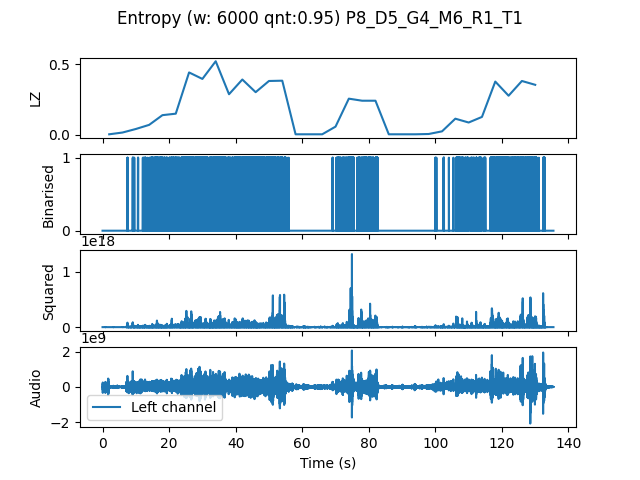 Entropy (w: 6000 qnt:0.95) P8_D5_G4_M6_R1_T1
0.5
0.0
LZ
1
0
Binarised
1e18
1
0
Squared
1e9
2
0
−2
Audio
Left channel
0 20 40 60 80 100 120 140
Time (s)